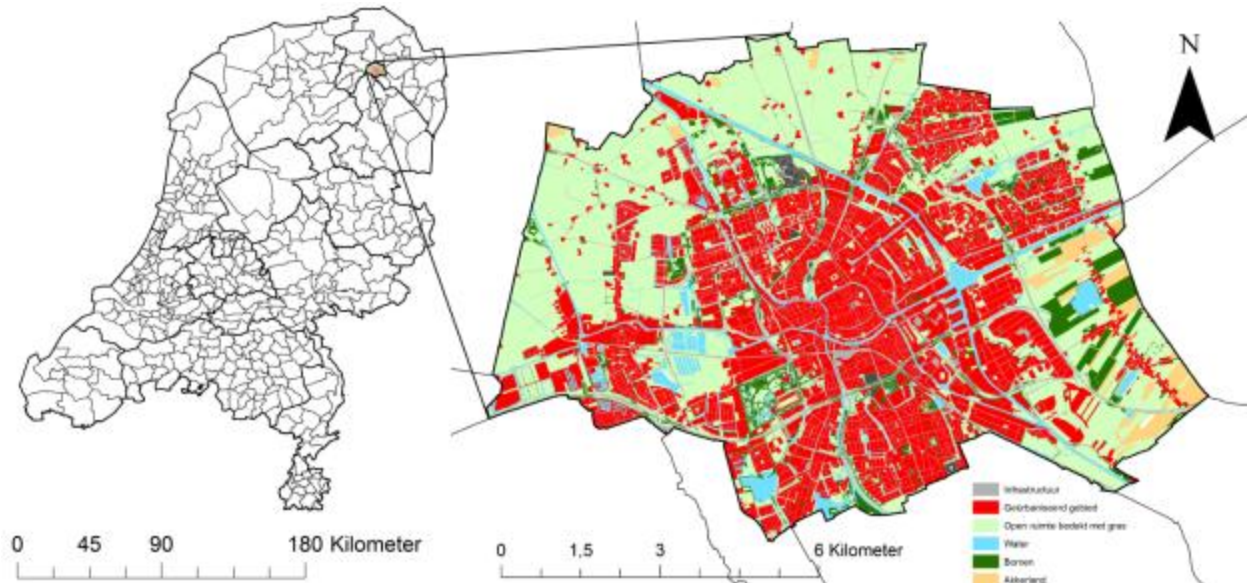 N
Infrastructuur
Geürbaniseerd gebied
Open ruimte bedekt met gras
Water
Bomen
Akkerland
0 45 90 180 Kilometer
0 1,5 3 6 Kilometer